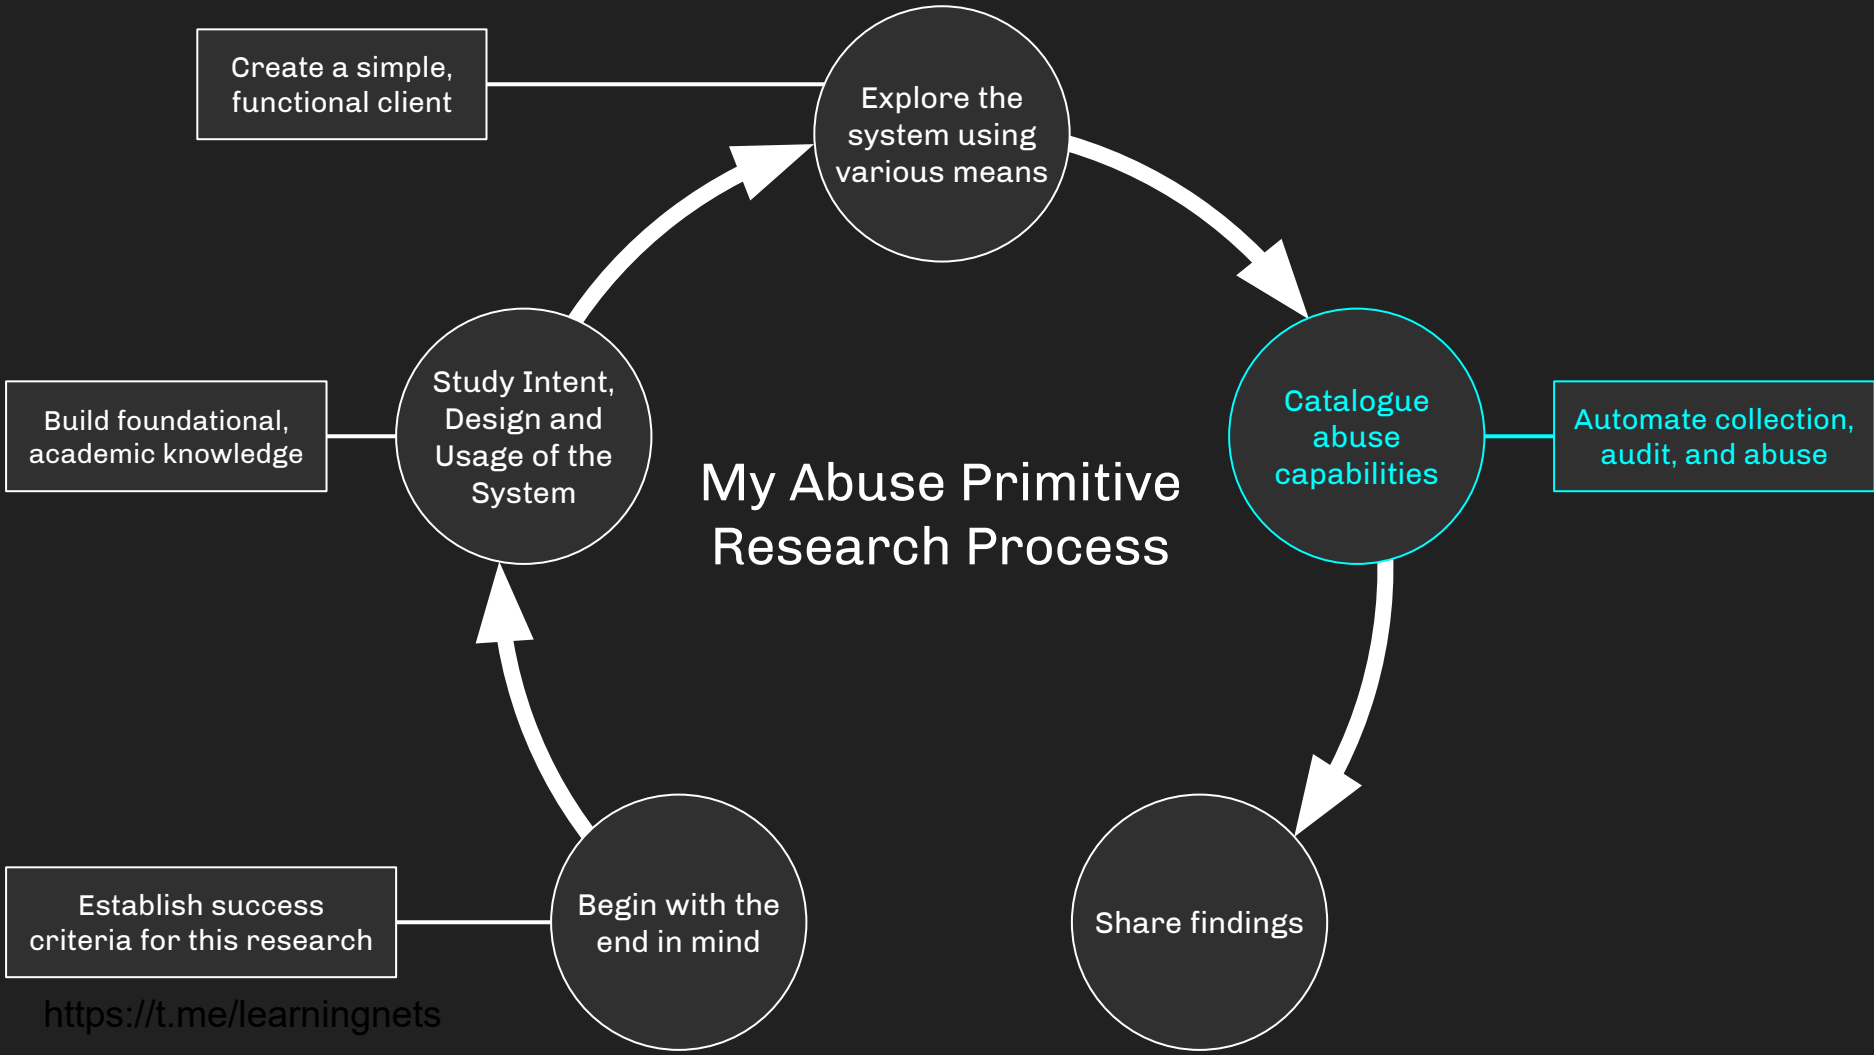 Create a simple,
functional client
Explore the
system using
various means
Study Intent,
Design and
Usage of the
System
Build foundational,
academic knowledge
My Abuse Primitive
Research Process
Catalogue
abuse
capabilities
Automate collection,
audit, and abuse
Establish success
criteria for this research
Begin with the
end in mind
Share findings
https://t.me/learningnets